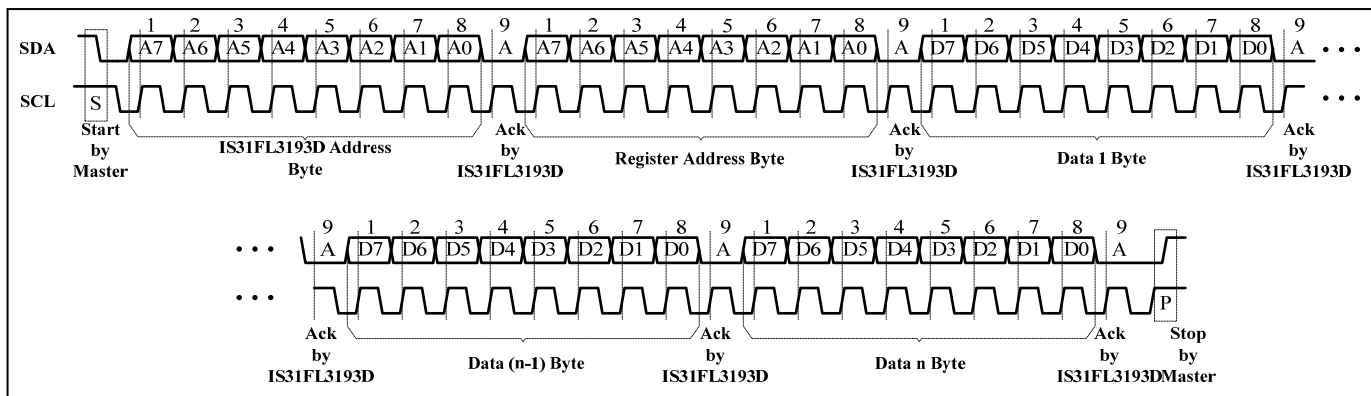 1 2 3 4 5 6 7 8 9 1 2 3 4 5 6 7 8 9 1 2 3 4 5 6 7 8 9
SDA A7 A6 A5 A4 A3 A2 A1 A0 A A7 A6 A5 A4 A3 A2 A1 A0 A D7 D6 D5 D4 D3 D2 D1 D0 A • • •
SCL S • • •
Start by Master
IS31FL3193D Address Byte
Ack by IS31FL3193D
Register Address Byte
Ack by IS31FL3193D
Data 1 Byte
Ack by IS31FL3193D
9 1 2 3 4 5 6 7 8 9 1 2 3 4 5 6 7 8 9
• • • A D7 D6 D5 D4 D3 D2 D1 D0 A D7 D6 D5 D4 D3 D2 D1 D0 A
• • • P
Ack by IS31FL3193D
Data (n-1) Byte
Ack by IS31FL3193D
Data n Byte
Ack by IS31FL3193D
Stop by Master